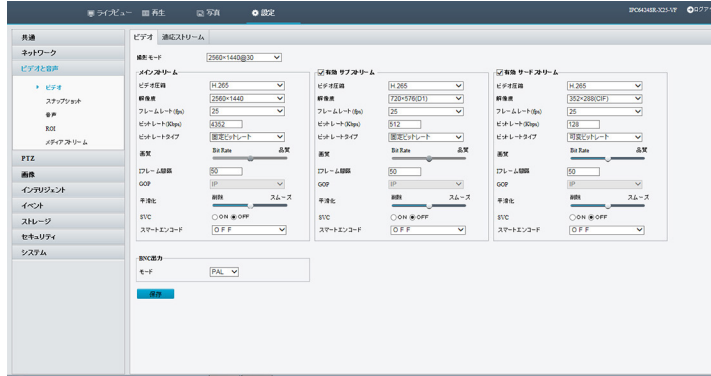 ライブビュー 再生 写真 設定 IPC6424SR-X25-VF ログア
共通
ネットワーク
ビデオと音声
ビデオ
スナップショット
音声
ROI
メディアストリーム
PTZ
画像
インテリジェント
イベント
ストレージ
セキュリティ
システム
ビデオ 適応ストリーム
撮影モード 2560×1440@30
メインストリーム
ビデオ圧縮 H.265
解像度 2560×1440
フレームレート(fps) 25
ビットレート(Kbps) 4352
ビットレートタイプ 固定ビットレート
画質 Bit Rate 品質
Iフレーム間隔 50
GOP IP
平滑化 削除 スムーズ
SVC ON OFF
スマートエンコード OFF
有効 サブストリーム
ビデオ圧縮 H.265
解像度 720×576(D1)
フレームレート(fps) 25
ビットレート(Kbps) 512
ビットレートタイプ 固定ビットレート
画質 Bit Rate 品質
Iフレーム間隔 50
GOP IP
平滑化 削除 スムーズ
SVC ON OFF
スマートエンコード OFF
有効 サードストリーム
ビデオ圧縮 H.265
解像度 352×288(CIF)
フレームレート(fps) 25
ビットレート(Kbps) 128
ビットレートタイプ 可変ビットレート
画質 Bit Rate 品質
Iフレーム間隔 50
GOP IP
平滑化 削除 スムーズ
SVC ON OFF
スマートエンコード OFF
BNC出力
モード PAL
保存